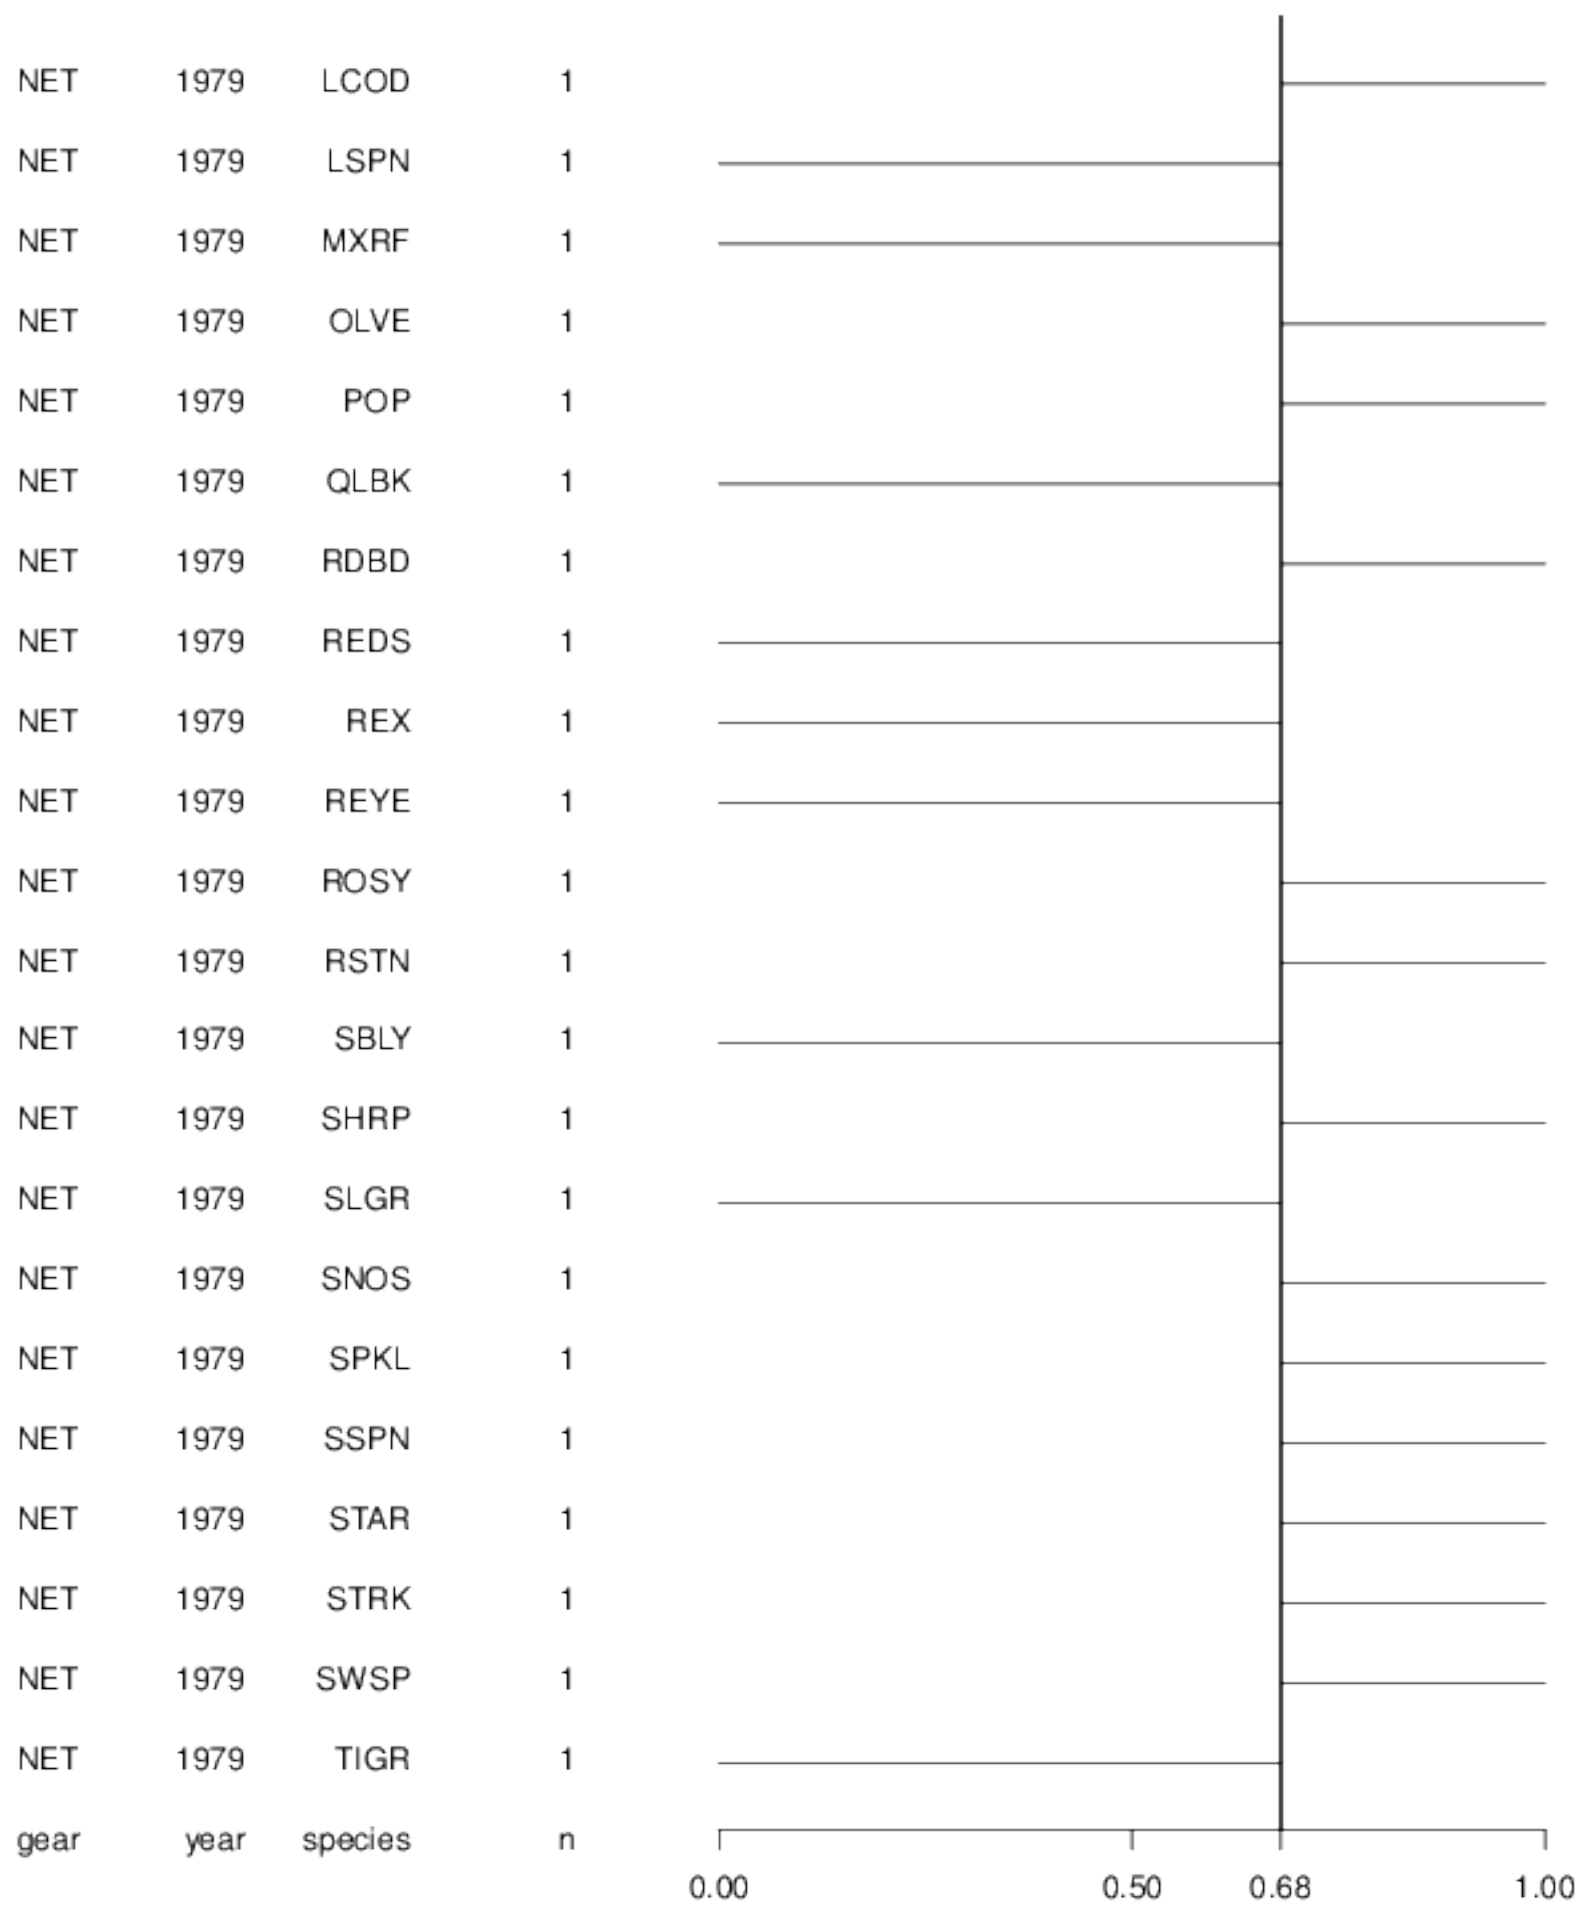 NET 1979 LCOD 1
NET 1979 LSPN 1
NET 1979 MXRF 1
NET 1979 OLVE 1
NET 1979 POP 1
NET 1979 QLBK 1
NET 1979 RDBD 1
NET 1979 REDS 1
NET 1979 REX 1
NET 1979 REYE 1
NET 1979 ROSY 1
NET 1979 RSTN 1
NET 1979 SBLY 1
NET 1979 SHRP 1
NET 1979 SLGR 1
NET 1979 SNOS 1
NET 1979 SPKL 1
NET 1979 SSPN 1
NET 1979 STAR 1
NET 1979 STRK 1
NET 1979 SWSP 1
NET 1979 TIGR 1
gear year species n
0.00 0.50 0.68 1.00